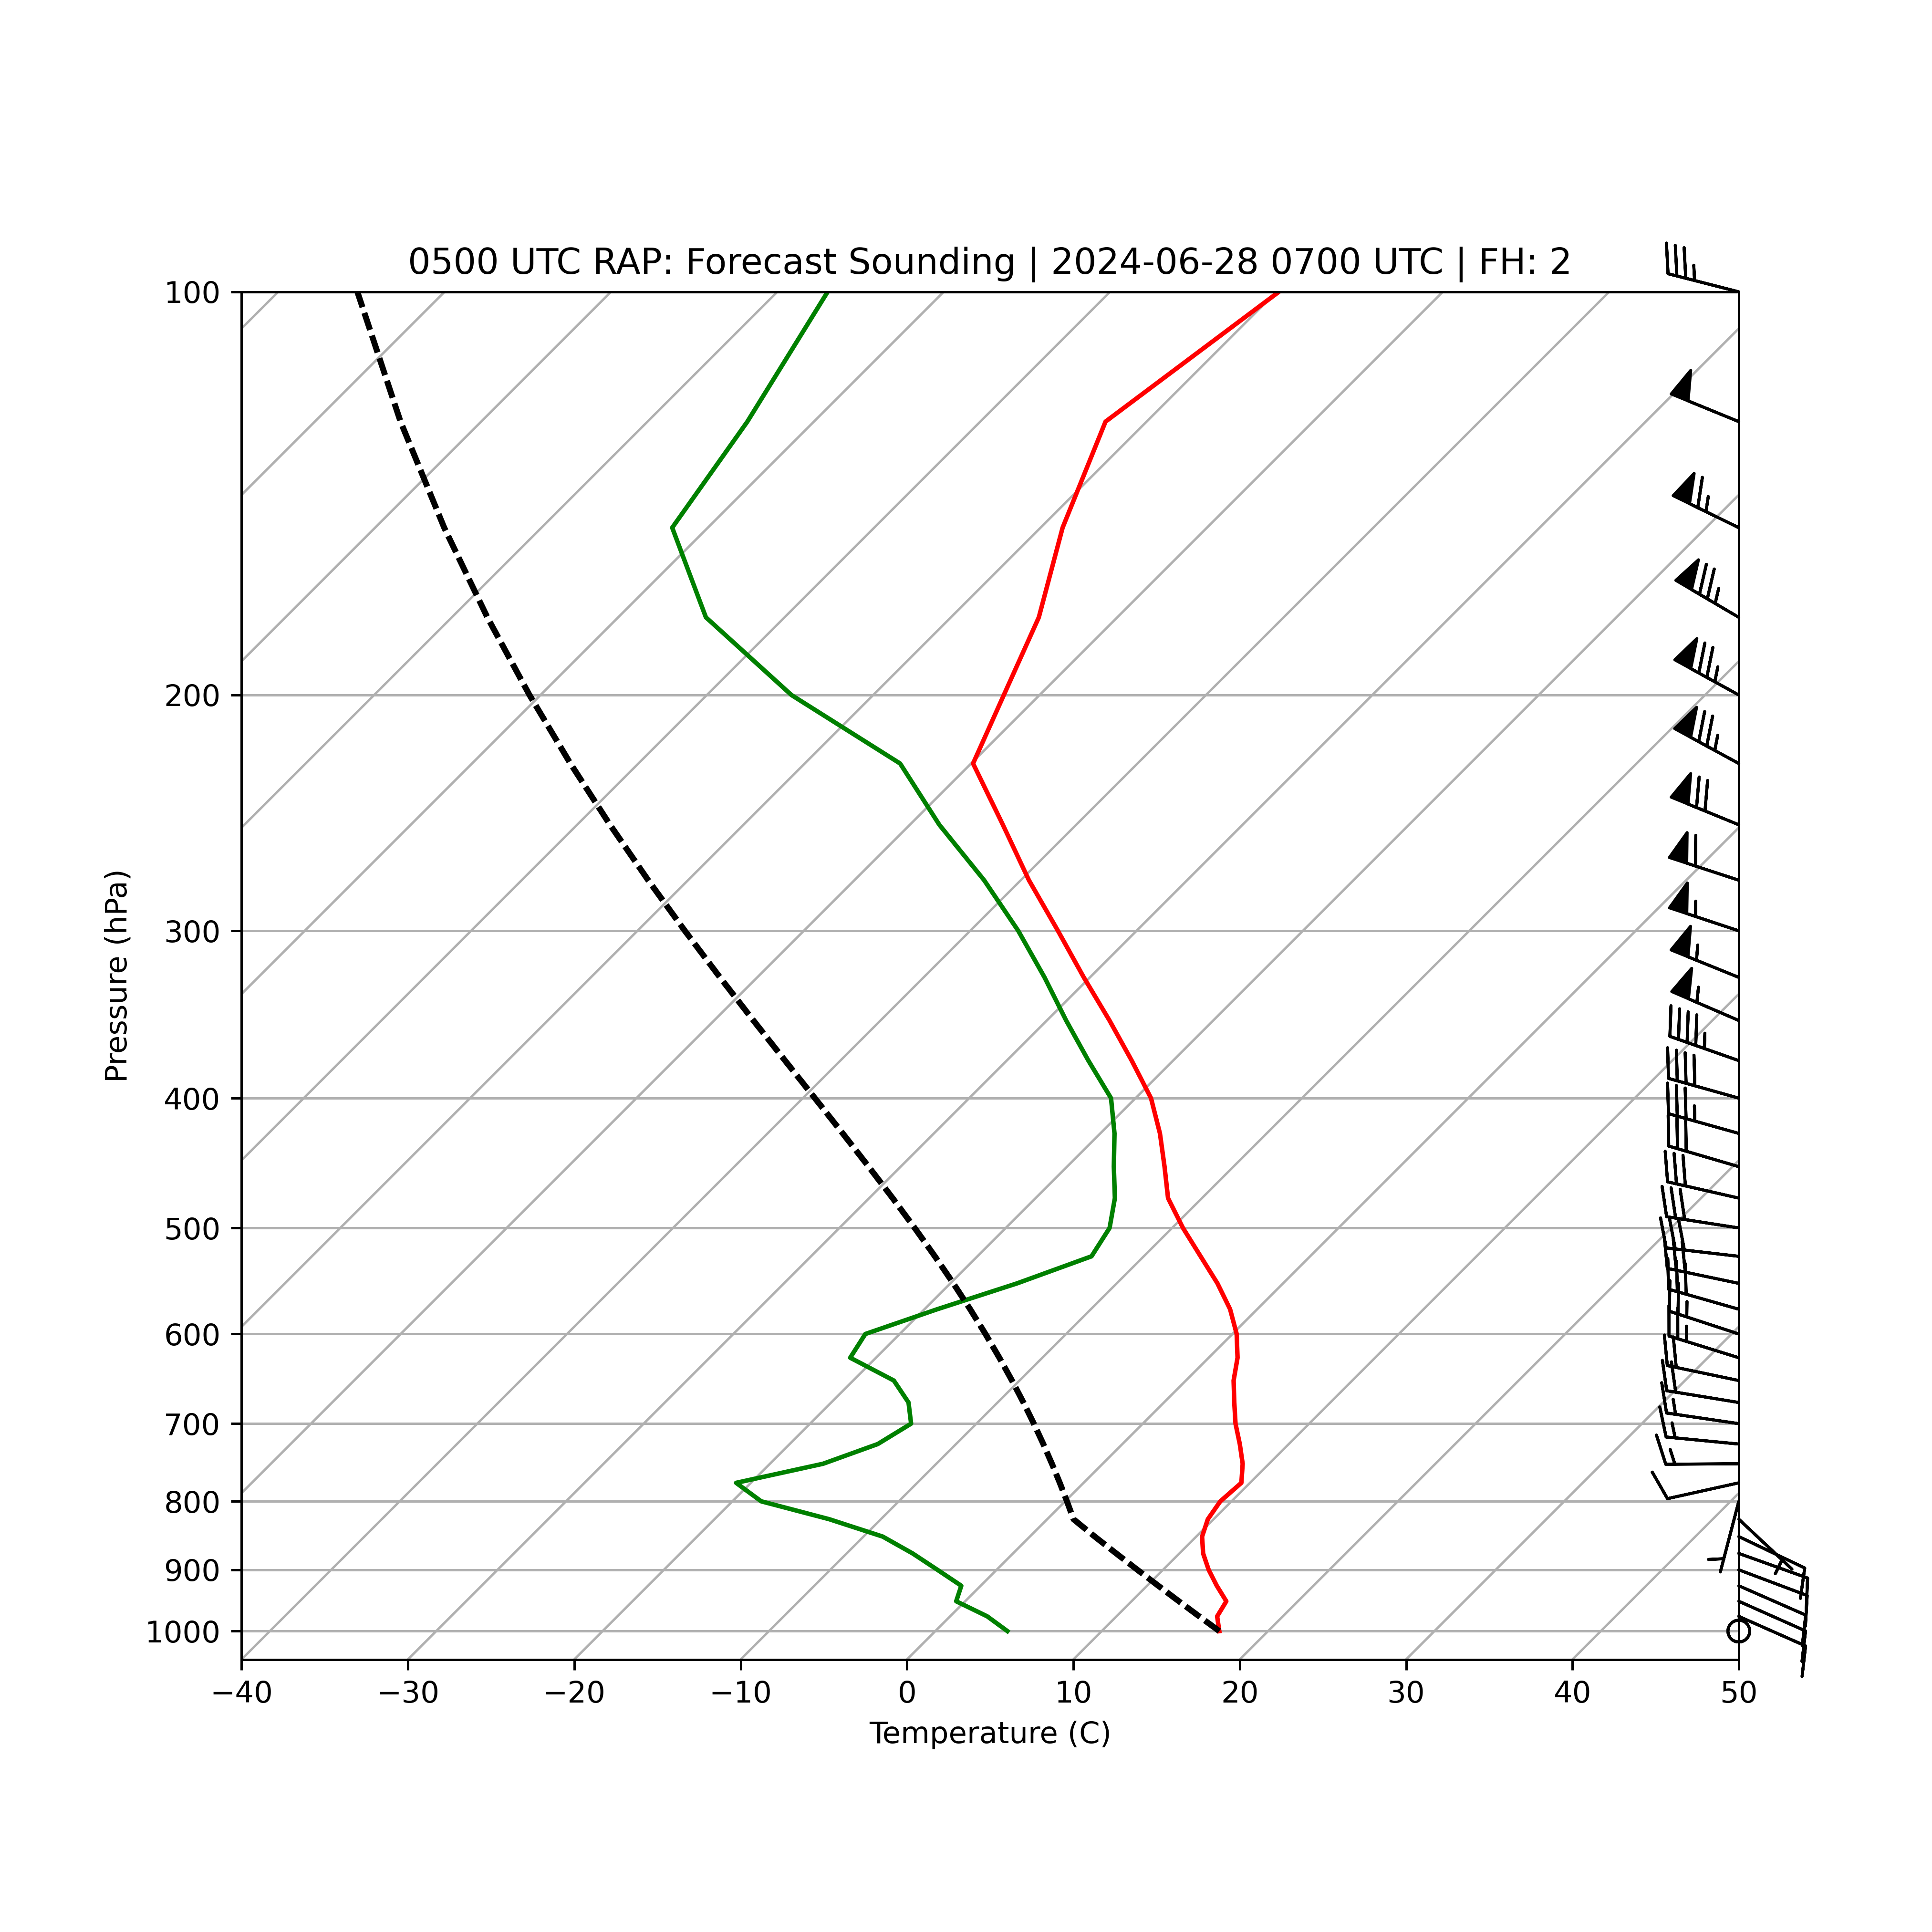 0500 UTC RAP: Forecast Sounding | 2024-06-28 0700 UTC | FH: 2
100
200
300
400
500
600
700
800
900
1000
Pressure (hPa)
−40 −30 −20 −10 0 10 20 30 40 50
Temperature (C)